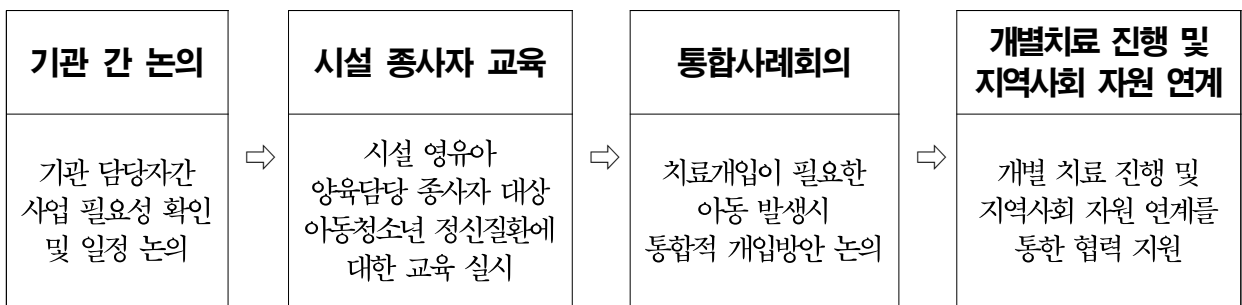 기관 간 논의
기관 담당자간
사업 필요성 확인
및 일정 논의
⇨
시설 종사자 교육
시설 영유아
양육담당 종사자 대상
아동청소년 정신질환에
대한 교육 실시
⇨
통합사례회의
치료개입이 필요한
아동 발생시
통합적 개입방안 논의
⇨
개별치료 진행 및
지역사회 자원 연계
개별 치료 진행 및
지역사회 자원 연계를
통한 협력 지원